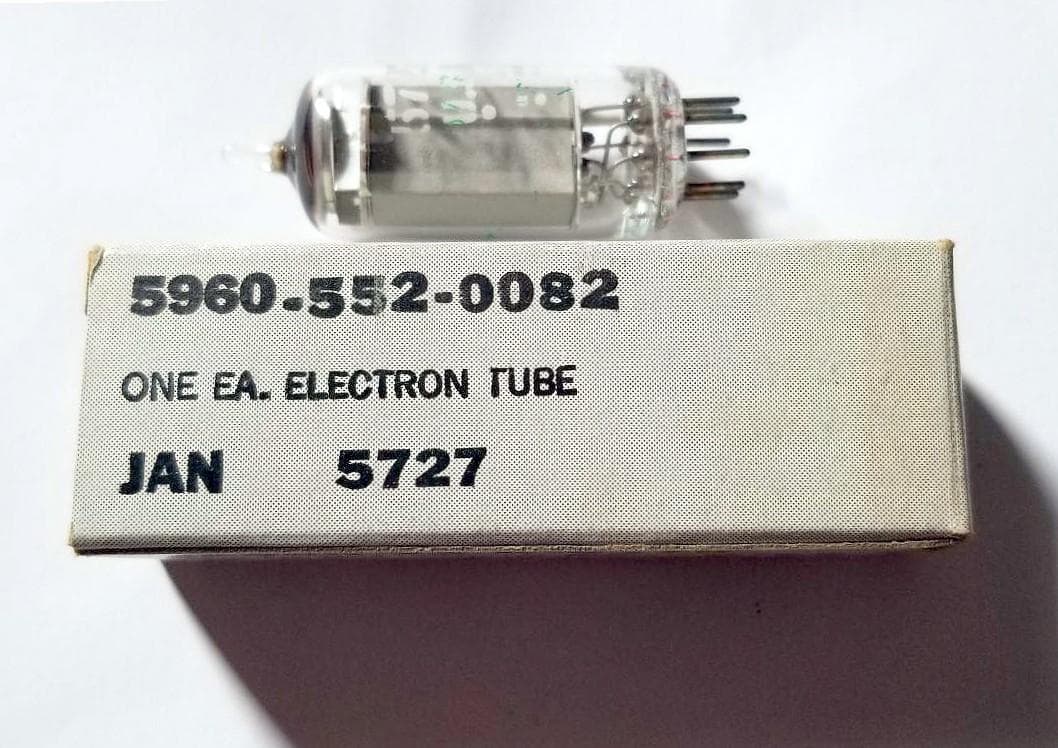 5960-552-0082
ONE EA. ELECTRON TUBE
JAN 5727